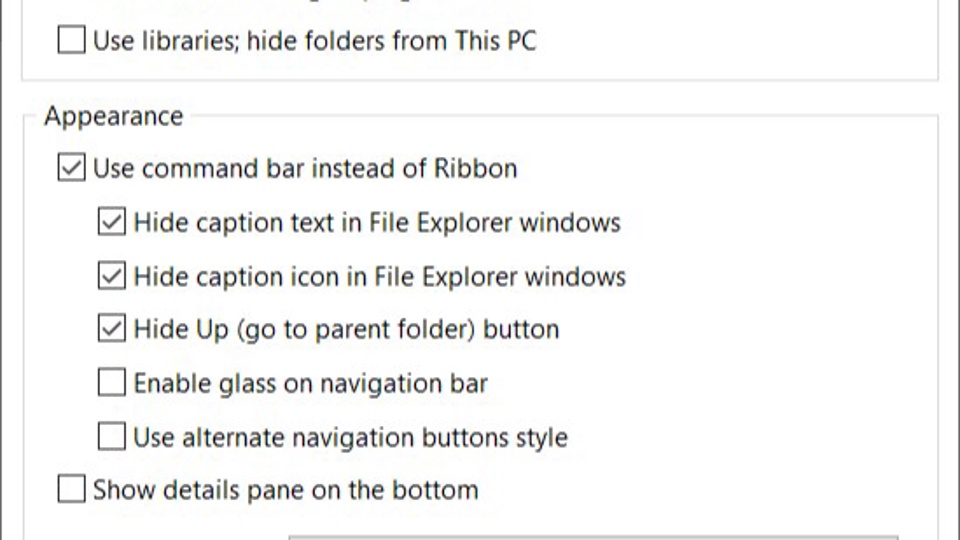 Use libraries; hide folders from This PC
Appearance
Use command bar instead of Ribbon
Hide caption text in File Explorer windows
Hide caption icon in File Explorer windows
Hide Up (go to parent folder) button
Enable glass on navigation bar
Use alternate navigation buttons style
Show details pane on the bottom